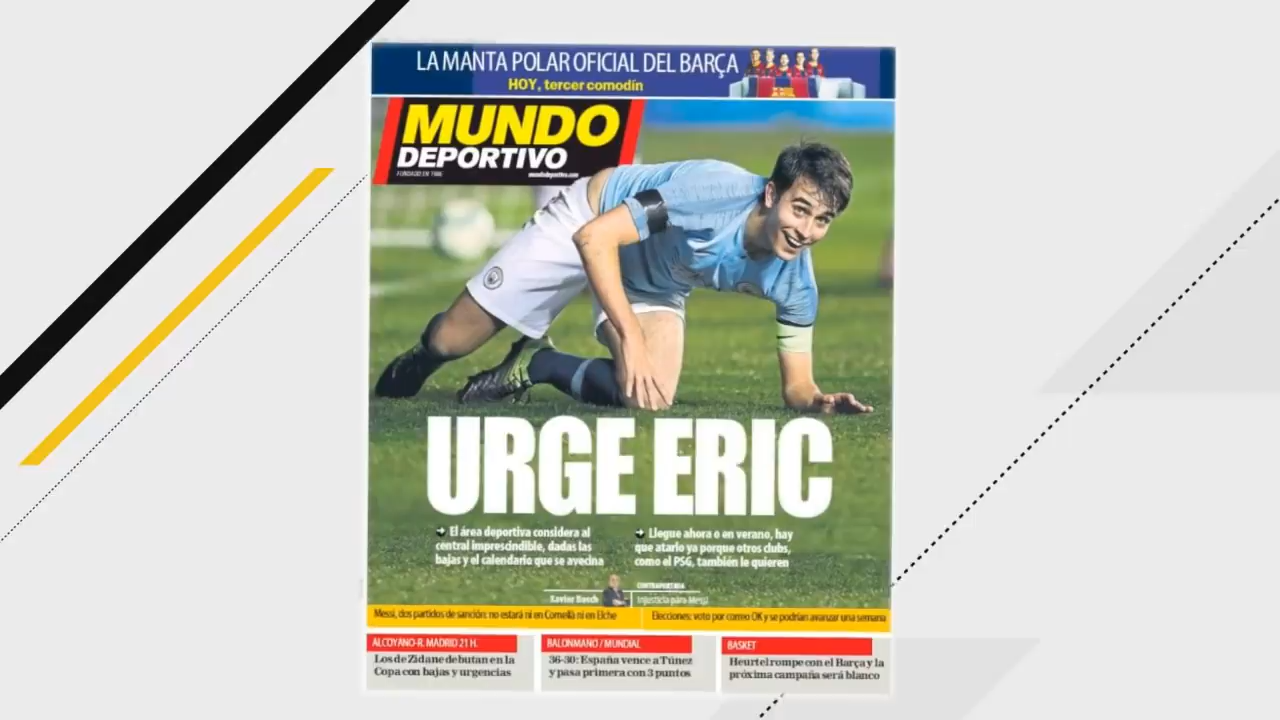 LA MANTA POLAR OFICIAL DEL BARÇA
HOY, tercer comodín
MUNDO
DEPORTIVO
FUNDADO EN 1906
mundodeportivo.com
URGE ERIC
El área deportiva considera al
central imprescindible, dadas las
bajas y el calendario que se avecina
Llegue ahora o en verano, hay
que atarlo ya porque otros clubs,
como el PSG, también le quieren
Xavier Bosch
CONTRAPORTADA
Injusticia para Messi
Messi, dos partidos de sanción: no estará ni en Cornellà ni en Elche
Elecciones: voto por correo OK y se podrían avanzar una semana
ALCOYANO-R. MADRID 21 H.
Los de Zidane debutan en la
Copa con bajas y urgencias
BALONMANO / MUNDIAL
36-30: España vence a Túnez
y pasa primera con 3 puntos
BASKET
Heurtel rompe con el Barça y la
próxima campaña será blanco